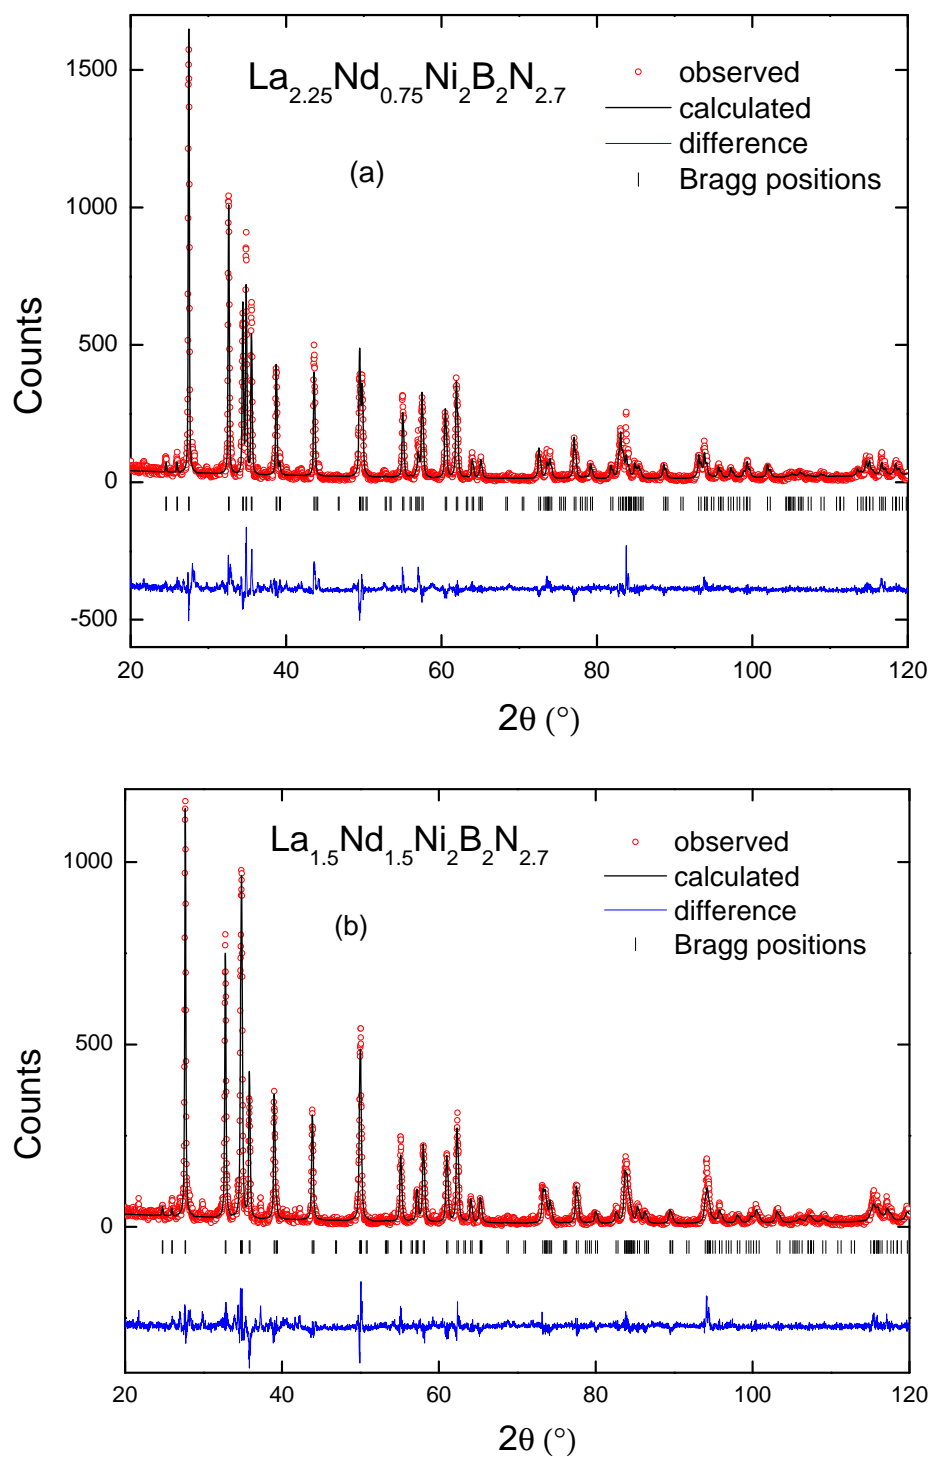 La2.25Nd0.75Ni2B2N2.7
(a)
observed
calculated
difference
Bragg positions
1500
1000
500
0
-500
Counts
20 40 60 80 100 120
2θ (°)
La1.5Nd1.5Ni2B2N2.7
(b)
observed
calculated
difference
Bragg positions
1000
500
0
Counts
20 40 60 80 100 120
2θ (°)